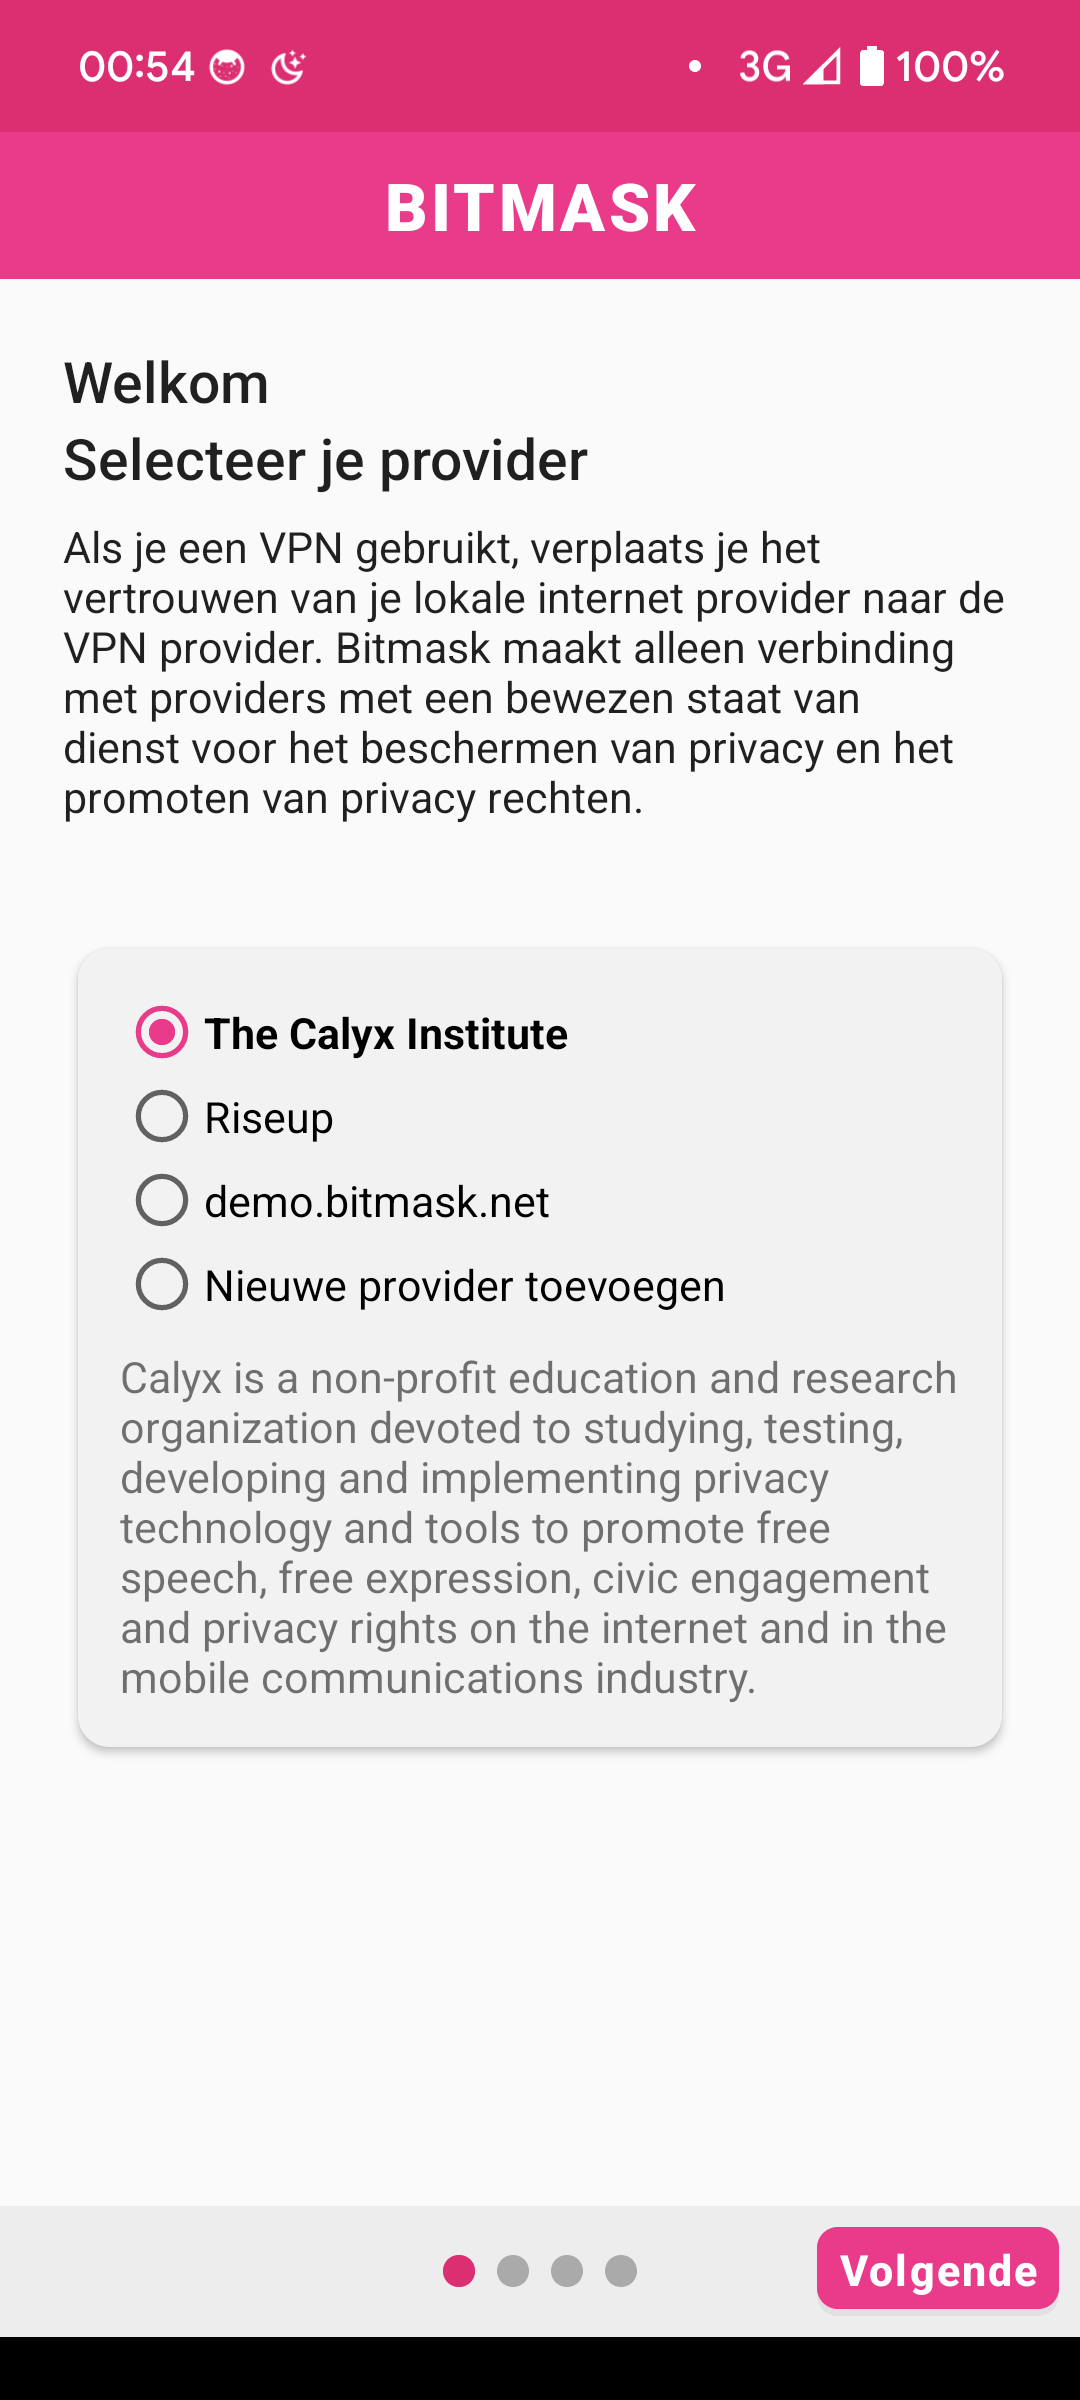 00:54
3G 100%
BITMASK
Welkom
Selecteer je provider
Als je een VPN gebruikt, verplaats je het
vertrouwen van je lokale internet provider naar de
VPN provider. Bitmask maakt alleen verbinding
met providers met een bewezen staat van
dienst voor het beschermen van privacy en het
promoten van privacy rechten.
The Calyx Institute
Riseup
demo.bitmask.net
Nieuwe provider toevoegen
Calyx is a non-profit education and research
organization devoted to studying, testing,
developing and implementing privacy
technology and tools to promote free
speech, free expression, civic engagement
and privacy rights on the internet and in the
mobile communications industry.
Volgende